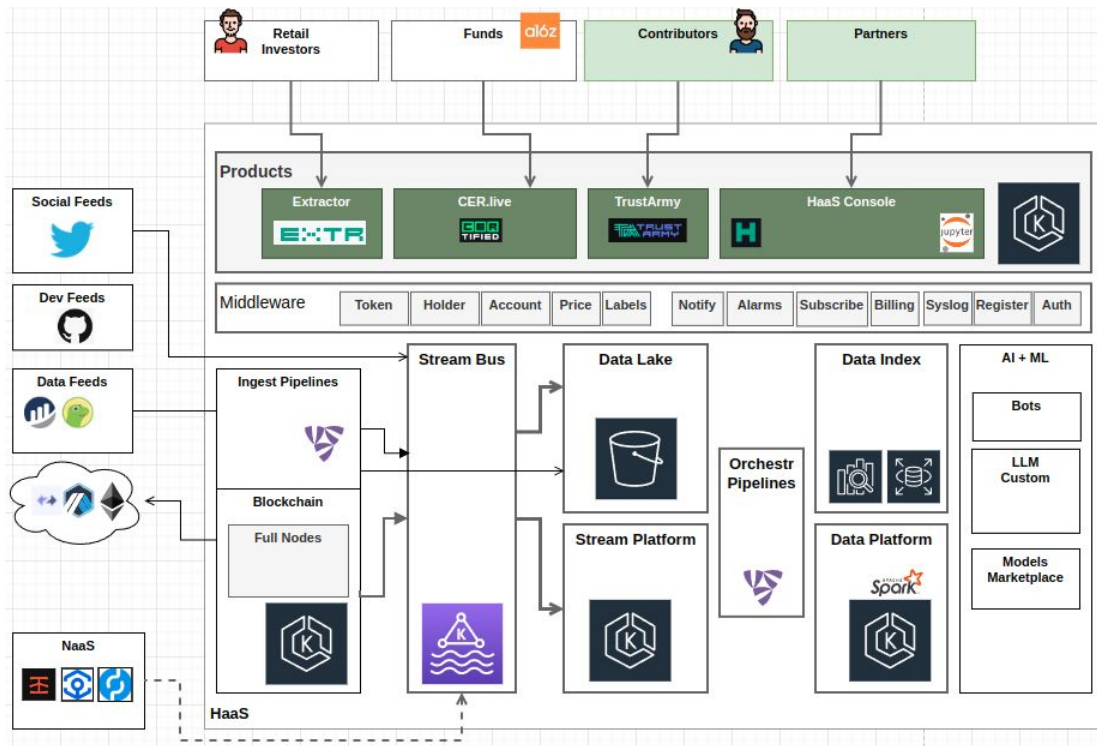 Retail
Investors
Funds
a16z
Contributors
Partners
Products
Extractor
EXTR
CER.live
CER
TIFIED
TrustArmy
TRUST
ARMY
HaaS Console
H
jupyter
K
Social Feeds
Dev Feeds
Data Feeds
Middleware
Token
Holder
Account
Price
Labels
Notify
Alarms
Subscribe
Billing
Syslog
Register
Auth
Ingest Pipelines
Stream Bus
Data Lake
Data Index
AI + ML
Bots
LLM
Custom
Models
Marketplace
Orchestr
Pipelines
Blockchain
Full Nodes
K
K
Stream Platform
K
Data Platform
APACHE
Spark
K
NaaS
HaaS